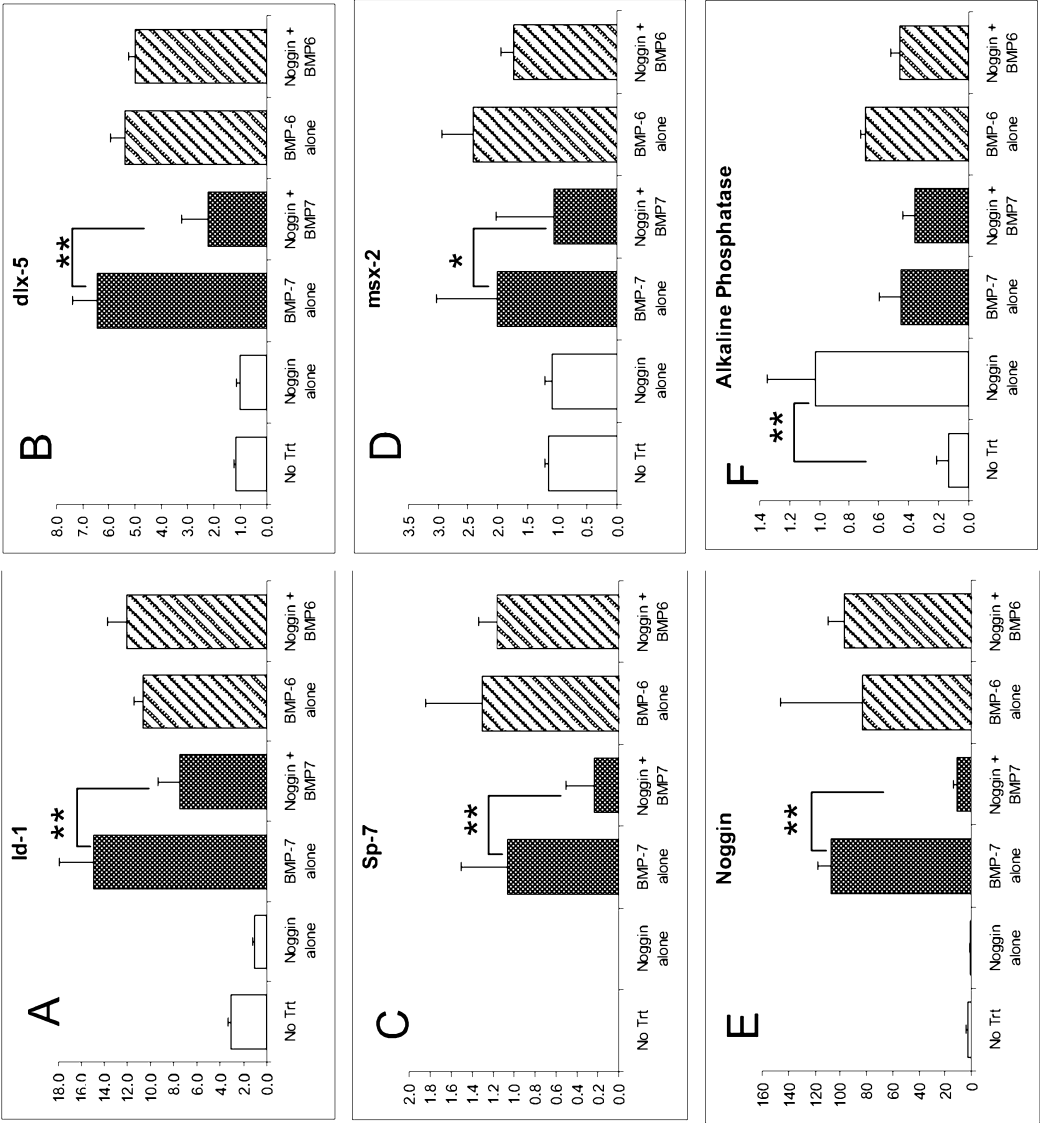 A
Id-1
18.0
16.0
14.0
12.0
10.0
8.0
6.0
4.0
2.0
0.0
**
No Trt
Noggin
alone
BMP-7
alone
Noggin +
BMP7
BMP-6
alone
Noggin +
BMP6
B
dlx-5
8.0
7.0
6.0
5.0
4.0
3.0
2.0
1.0
0.0
**
No Trt
Noggin
alone
BMP-7
alone
Noggin +
BMP7
BMP-6
alone
Noggin +
BMP6
C
Sp-7
2.0
1.8
1.6
1.4
1.2
1.0
0.8
0.6
0.4
0.2
0.0
**
No Trt
Noggin
alone
BMP-7
alone
Noggin +
BMP7
BMP-6
alone
Noggin +
BMP6
D
msx-2
3.5
3.0
2.5
2.0
1.5
1.0
0.5
0.0
*
No Trt
Noggin
alone
BMP-7
alone
Noggin +
BMP7
BMP-6
alone
Noggin +
BMP6
E
Noggin
160
140
120
100
80
60
40
20
0
**
No Trt
Noggin
alone
BMP-7
alone
Noggin +
BMP7
BMP-6
alone
Noggin +
BMP6
F
Alkaline Phosphatase
1.4
1.2
1.0
0.8
0.6
0.4
0.2
0.0
**
No Trt
Noggin
alone
BMP-7
alone
Noggin +
BMP7
BMP-6
alone
Noggin +
BMP6